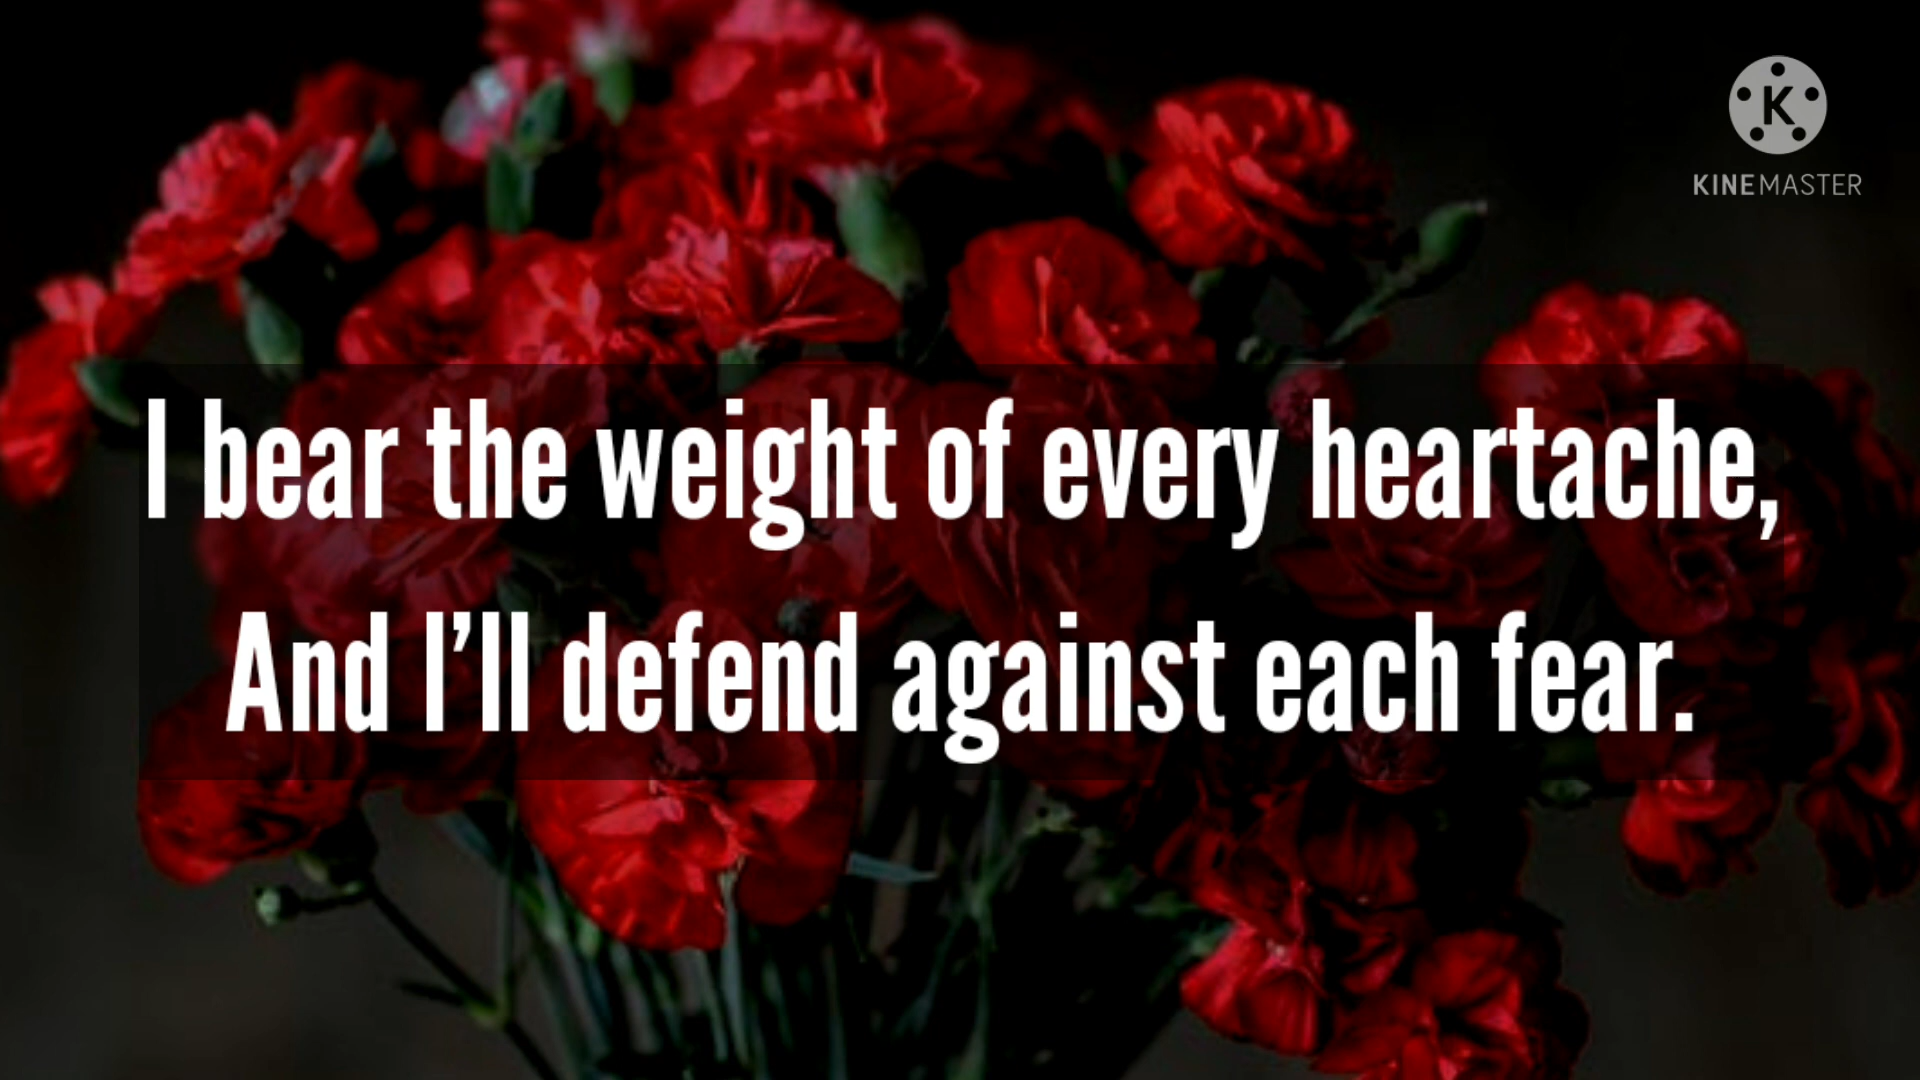 K
KINEMASTER
I bear the weight of every heartache,
And I’ll defend against each fear.